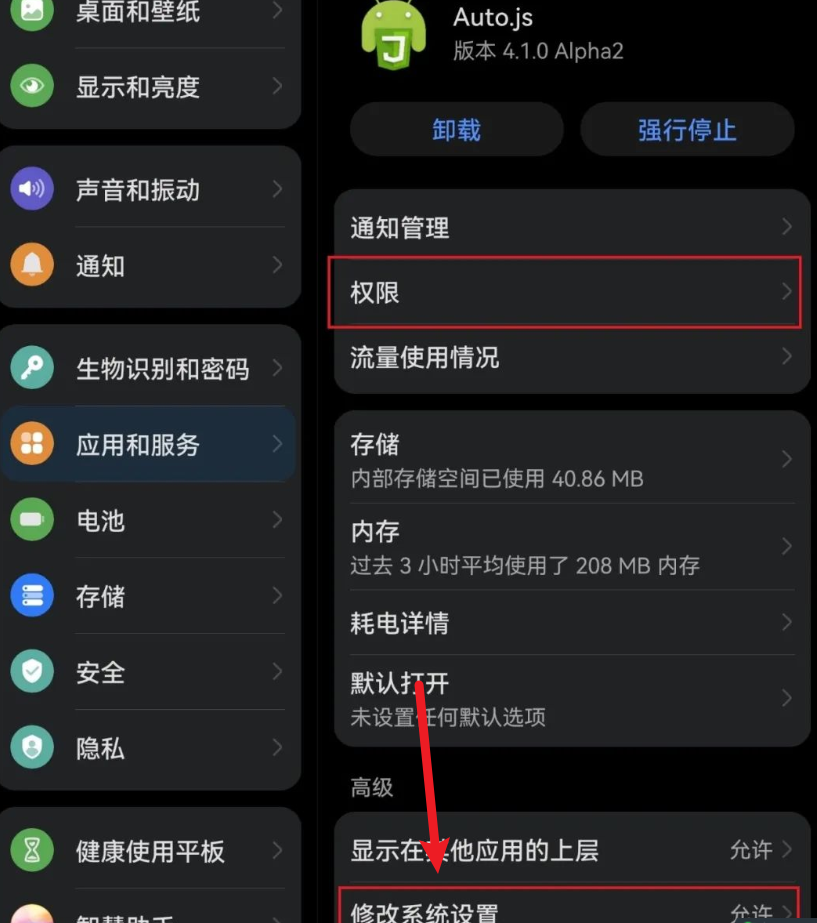 桌面和壁纸
显示和亮度
声音和振动
通知
生物识别和密码
应用和服务
电池
存储
安全
隐私
健康使用平板
智慧助手
Auto.js
版本 4.1.0 Alpha2
卸载
强行停止
通知管理
权限
流量使用情况
存储
内部存储空间已使用 40.86 MB
内存
过去 3 小时平均使用了 208 MB 内存
耗电详情
默认打开
未设置任何默认选项
高级
显示在其他应用的上层 允许
修改系统设置 允许